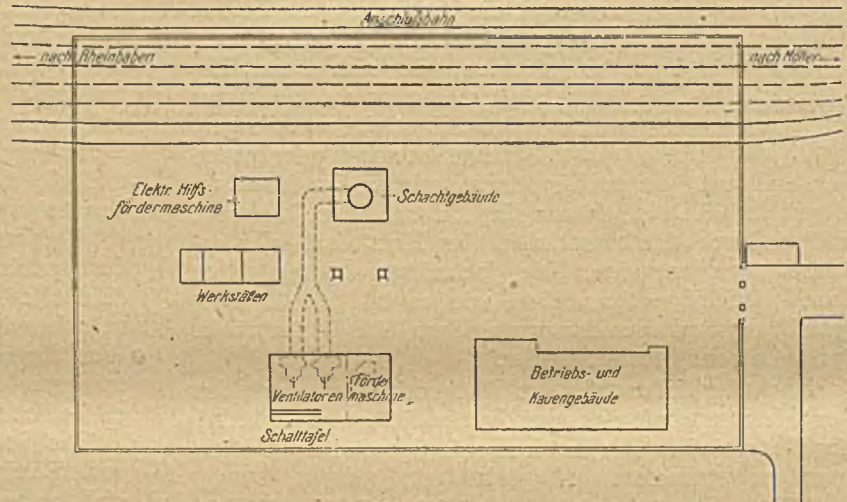 Anschlußbahn
nach Rheinbaben
nach Möller
Elektr. Hilfs-
fördermaschine
Schachtgebäude
Werkstätten
Ventilatoren
Förder
maschine
Betriebs- und
Kauengebäude
Schalttafel